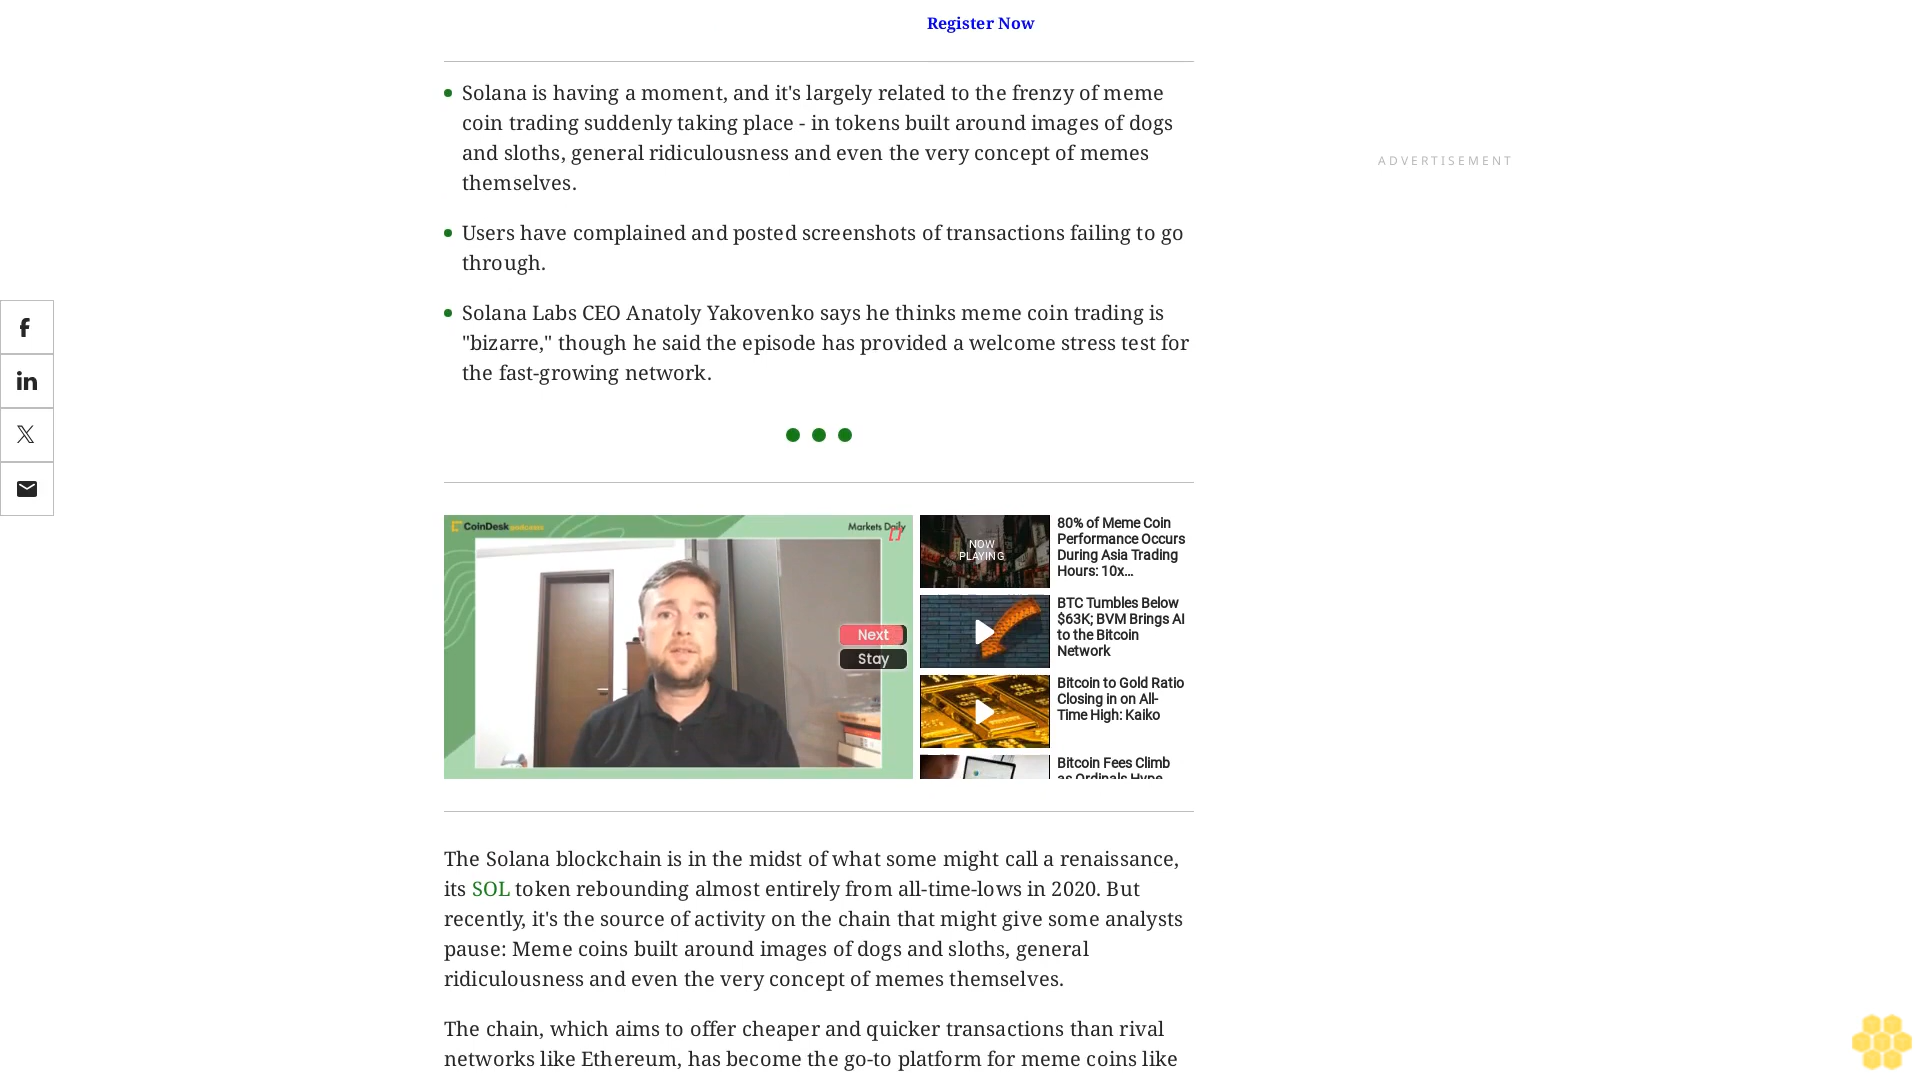 Register Now
Solana is having a moment, and it's largely related to the frenzy of meme
coin trading suddenly taking place - in tokens built around images of dogs
and sloths, general ridiculousness and even the very concept of memes
themselves.
Users have complained and posted screenshots of transactions failing to go
through.
Solana Labs CEO Anatoly Yakovenko says he thinks meme coin trading is
"bizarre," though he said the episode has provided a welcome stress test for
the fast-growing network.
ADVERTISEMENT
CoinDesk
Markets Daily
Next
Stay
NOW
PLAYING
80% of Meme Coin
Performance Occurs
During Asia Trading
Hours: 10x...
BTC Tumbles Below
$63K; BVM Brings AI
to the Bitcoin
Network
Bitcoin to Gold Ratio
Closing in on All-
Time High: Kaiko
Bitcoin Fees Climb
as Ordinals Hype
The Solana blockchain is in the midst of what some might call a renaissance,
its SOL token rebounding almost entirely from all-time-lows in 2020. But
recently, it's the source of activity on the chain that might give some analysts
pause: Meme coins built around images of dogs and sloths, general
ridiculousness and even the very concept of memes themselves.
The chain, which aims to offer cheaper and quicker transactions than rival
networks like Ethereum, has become the go-to platform for meme coins like